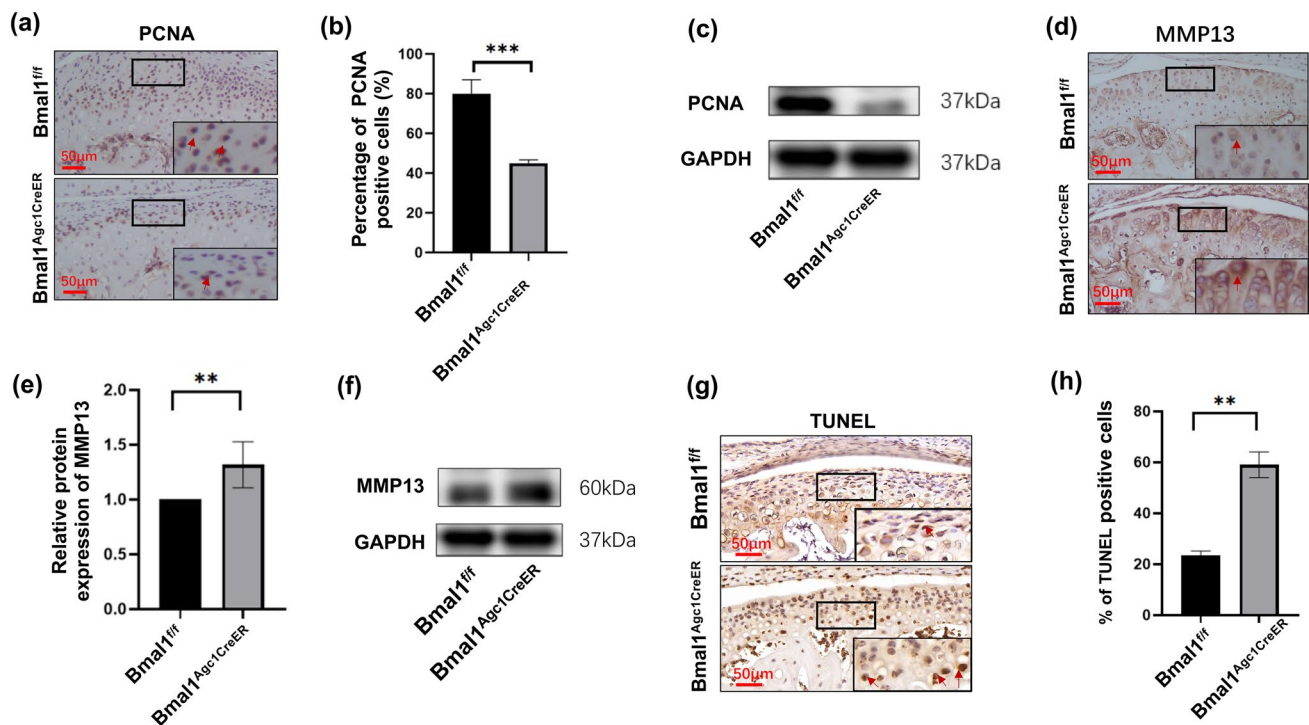 (a)
PCNA
Bmal1f/f
50μm
Bmal1Agc1CreER
50μm
(b)
***
Percentage of PCNA
positive cells (%)
100
80
60
40
20
0
Bmal1f/f
Bmal1Agc1CreER
(c)
PCNA
37kDa
GAPDH
37kDa
Bmal1f/f
Bmal1Agc1CreER
(d)
MMP13
Bmal1f/f
50μm
Bmal1Agc1CreER
50μm
(e)
**
Relative protein
expression of MMP13
2.0
1.5
1.0
0.5
0.0
Bmal1f/f
Bmal1Agc1CreER
(f)
MMP13
60kDa
GAPDH
37kDa
Bmal1f/f
Bmal1Agc1CreER
(g)
TUNEL
Bmal1f/f
50μm
Bmal1Agc1CreER
50μm
(h)
**
% of TUNEL positive cells
80
60
40
20
0
Bmal1f/f
Bmal1Agc1CreER